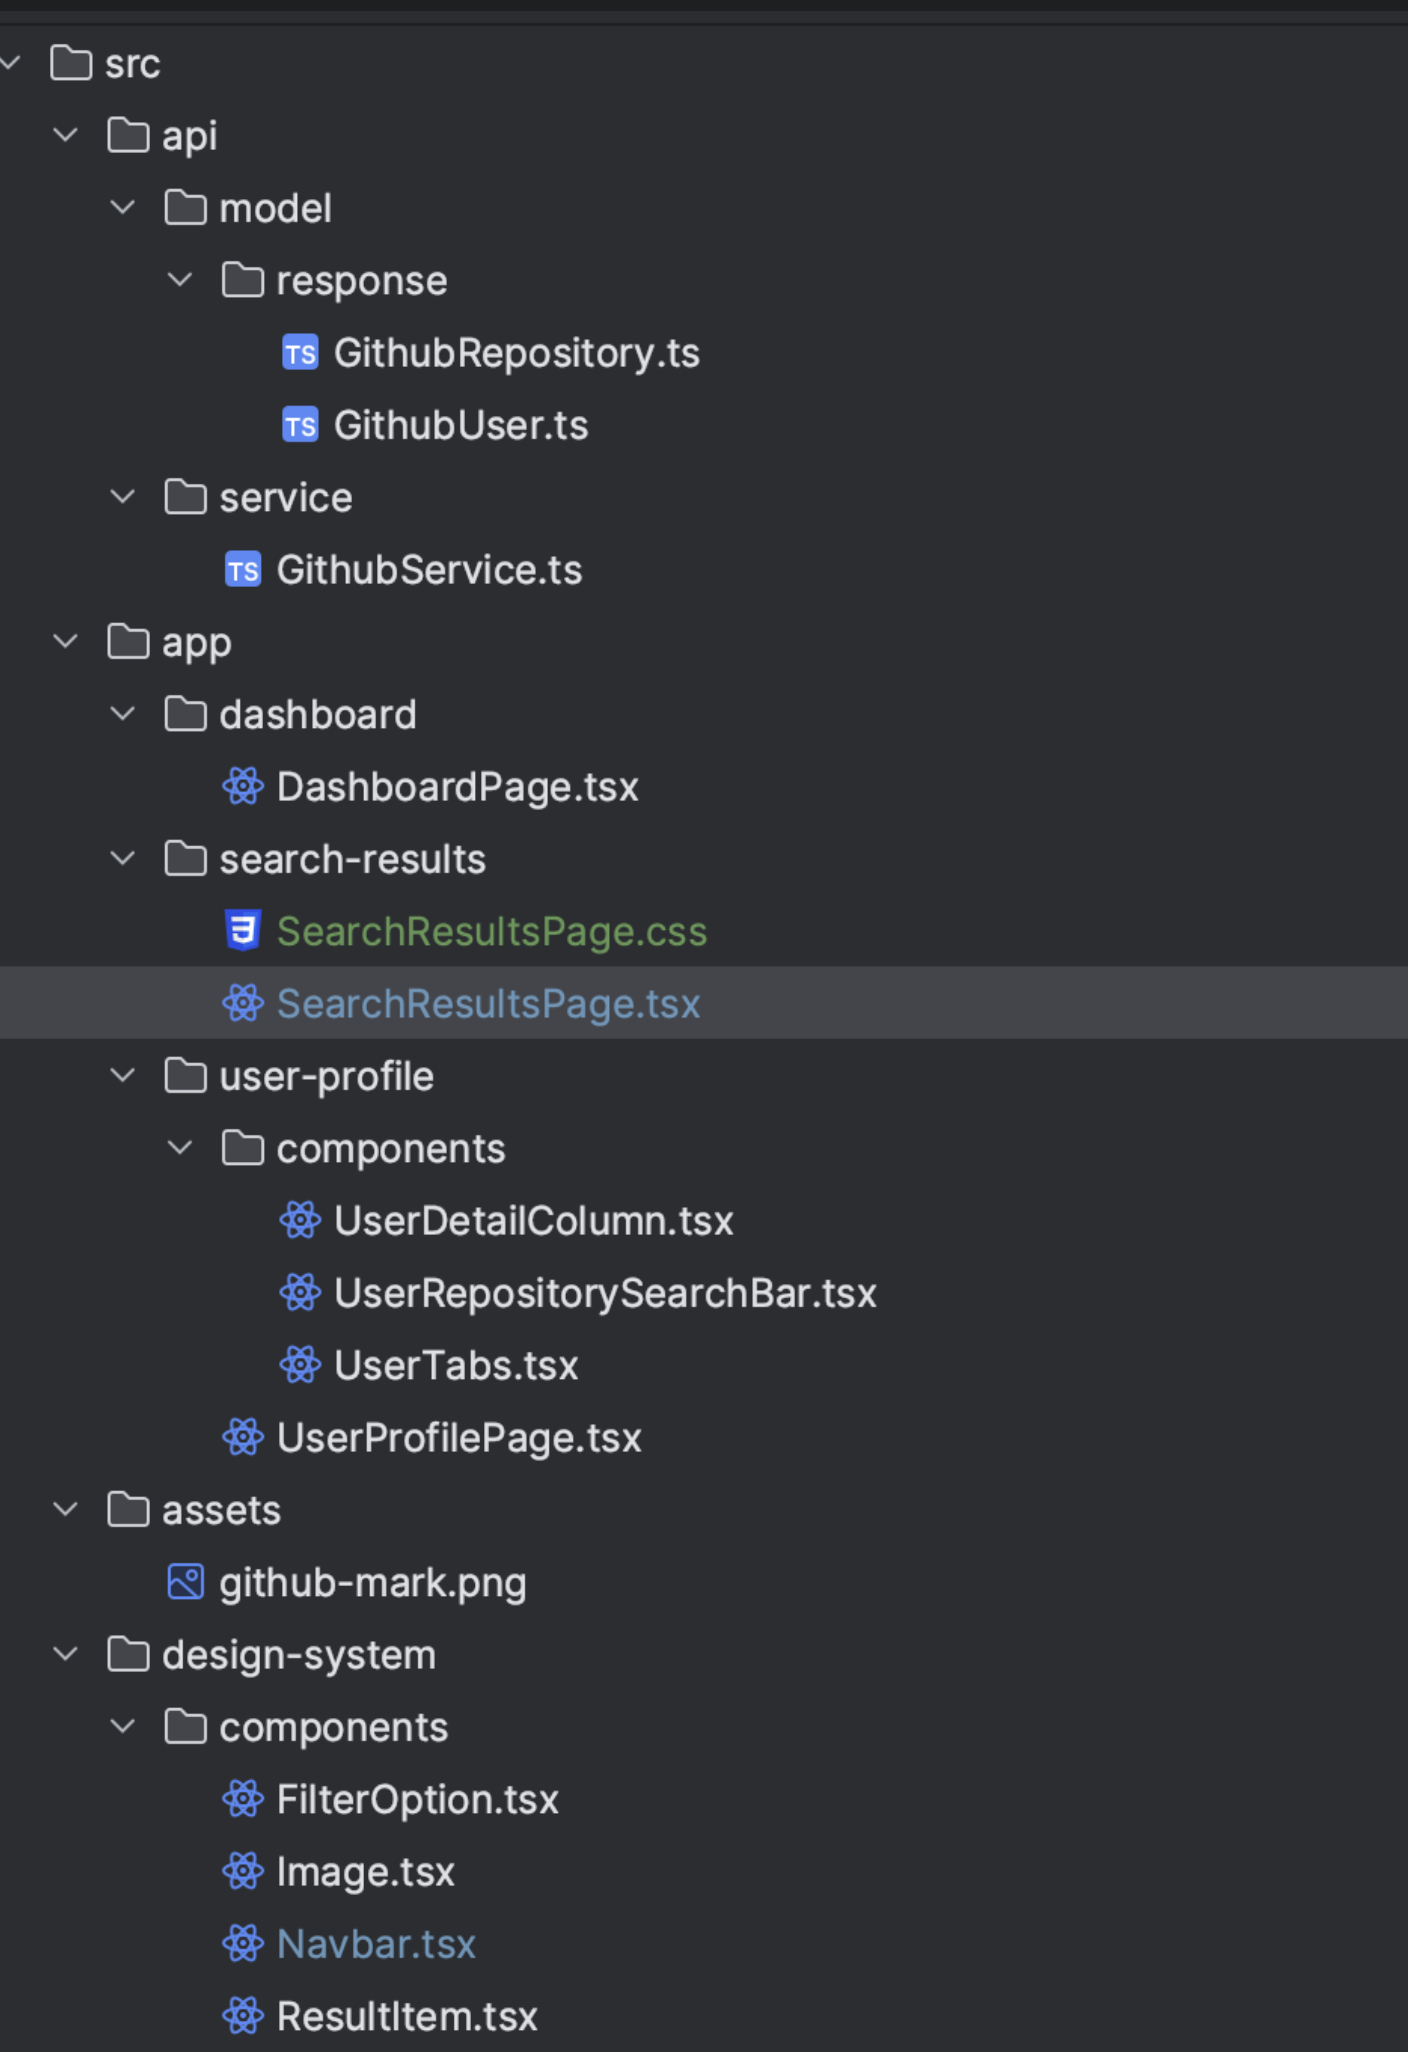 src
api
model
response
TS GithubRepository.ts
TS GithubUser.ts
service
TS GithubService.ts
app
dashboard
DashboardPage.tsx
search-results
SearchResultsPage.css
SearchResultsPage.tsx
user-profile
components
UserDetailColumn.tsx
UserRepositorySearchBar.tsx
UserTabs.tsx
UserProfilePage.tsx
assets
github-mark.png
design-system
components
FilterOption.tsx
Image.tsx
Navbar.tsx
ResultItem.tsx